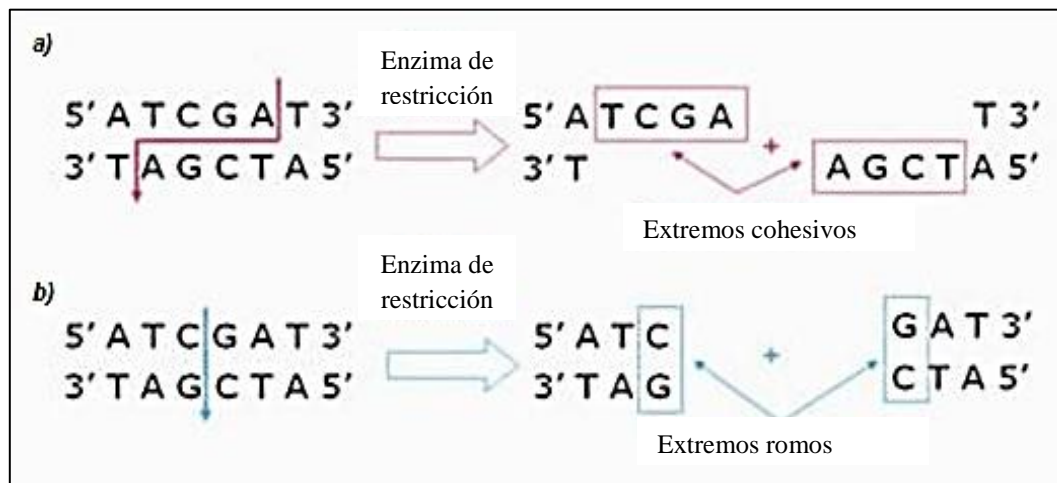 a)
Enzima de
restricción
5' A T C G A T 3'
3' T A G C T A 5'
5' A T C G A
3' T
+
T 3'
A G C T A 5'
Extremos cohesivos
b)
Enzima de
restricción
5' A T C G A T 3'
3' T A G C T A 5'
5' A T C
3' T A G
+
G A T 3'
C T A 5'
Extremos romos